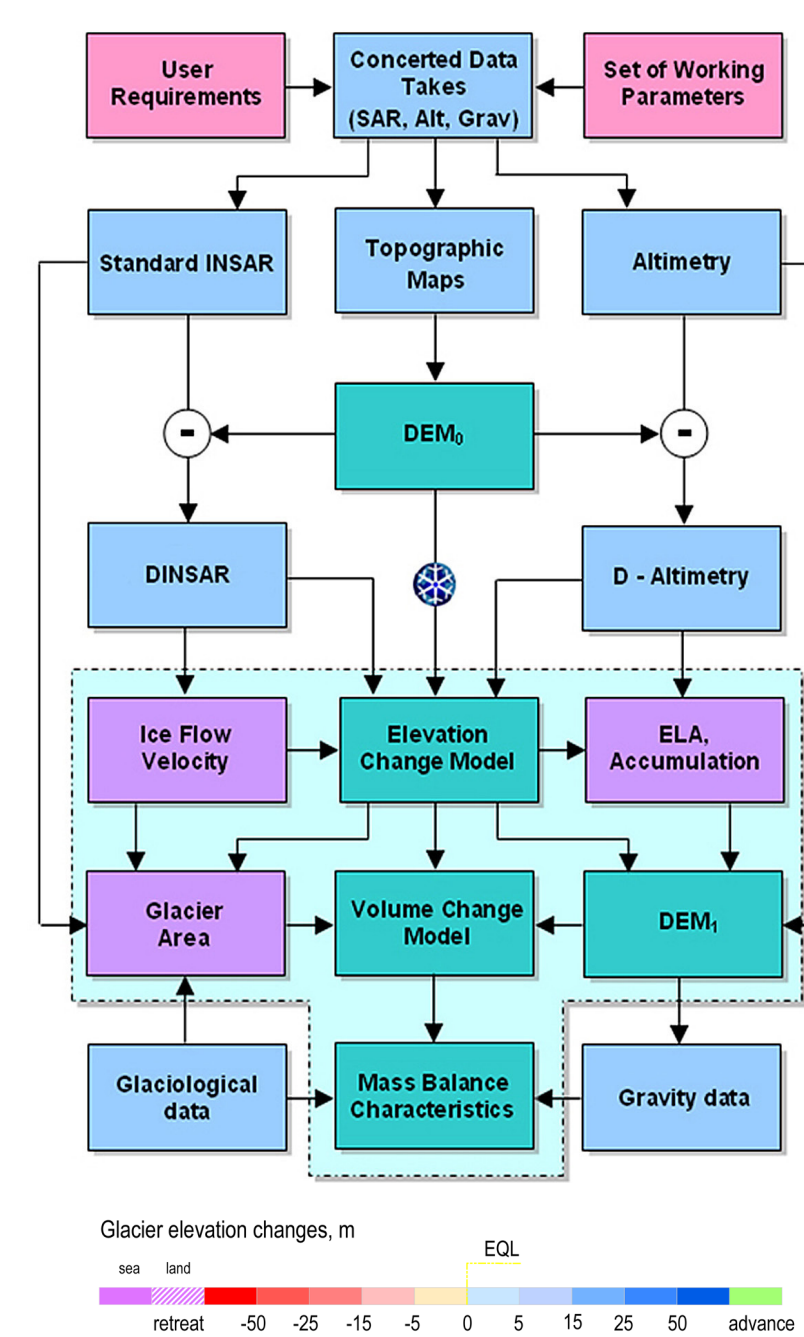 User
Requirements
Concerted Data
Takes
(SAR, Alt, Grav)
Set of Working
Parameters
Standard INSAR
Topographic
Maps
Altimetry
-
DEM₀
-
DINSAR
D - Altimetry
Ice Flow
Velocity
Elevation
Change Model
ELA,
Accumulation
Glacier
Area
Volume Change
Model
DEM₁
Glaciological
data
Mass Balance
Characteristics
Gravity data
Glacier elevation changes, m
EQL
sea land
retreat -50 -25 -15 -5 0 5 15 25 50 advance